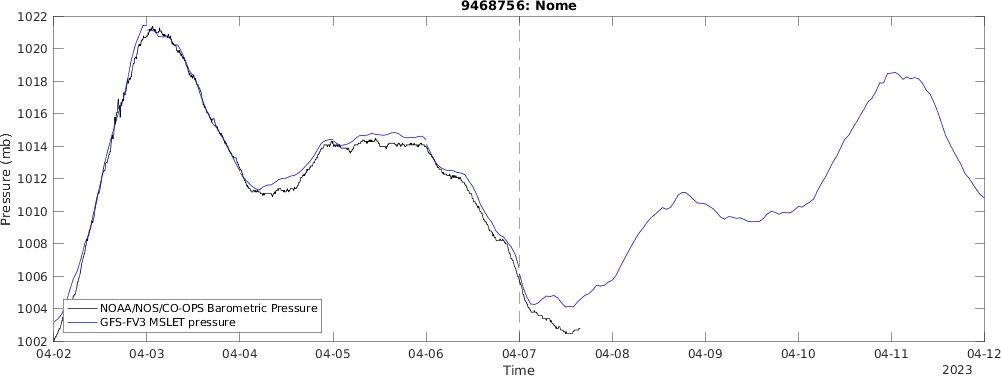 9468756: Nome
Pressure (mb)
1022
1020
1018
1016
1014
1012
1010
1008
1006
1004
1002
NOAA/NOS/CO-OPS Barometric Pressure
GFS-FV3 MSLET pressure
04-02 04-03 04-04 04-05 04-06 04-07 04-08 04-09 04-10 04-11 04-12
Time
2023